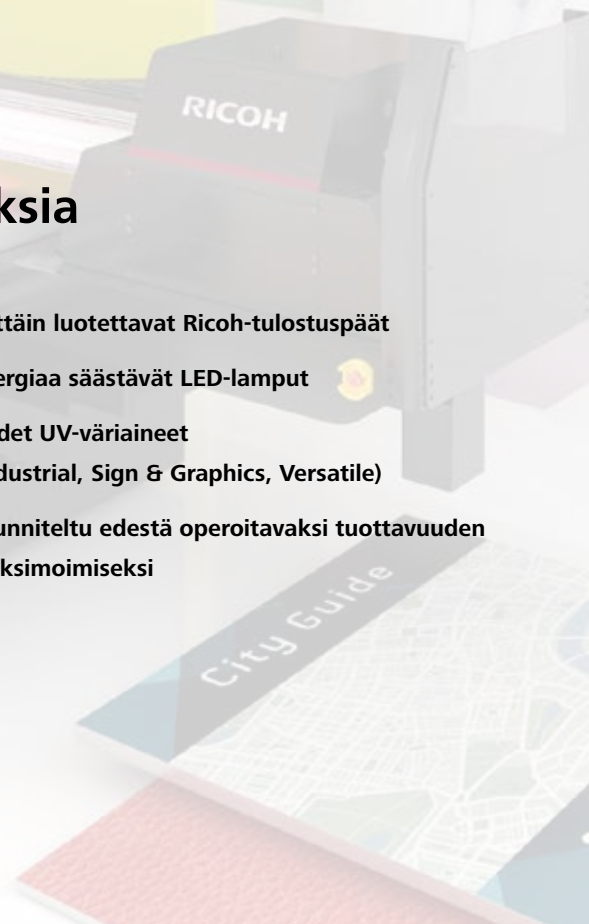 RICOH
ksia
ttäin luotettavat Ricoh-tulostuspäät
ergiaa säästävät LED-lamput
det UV-väriaineet
dustrial, Sign & Graphics, Versatile)
unniteltu edestä operoitavaksi tuottavuuden
ksimoimiseksi
City Guide